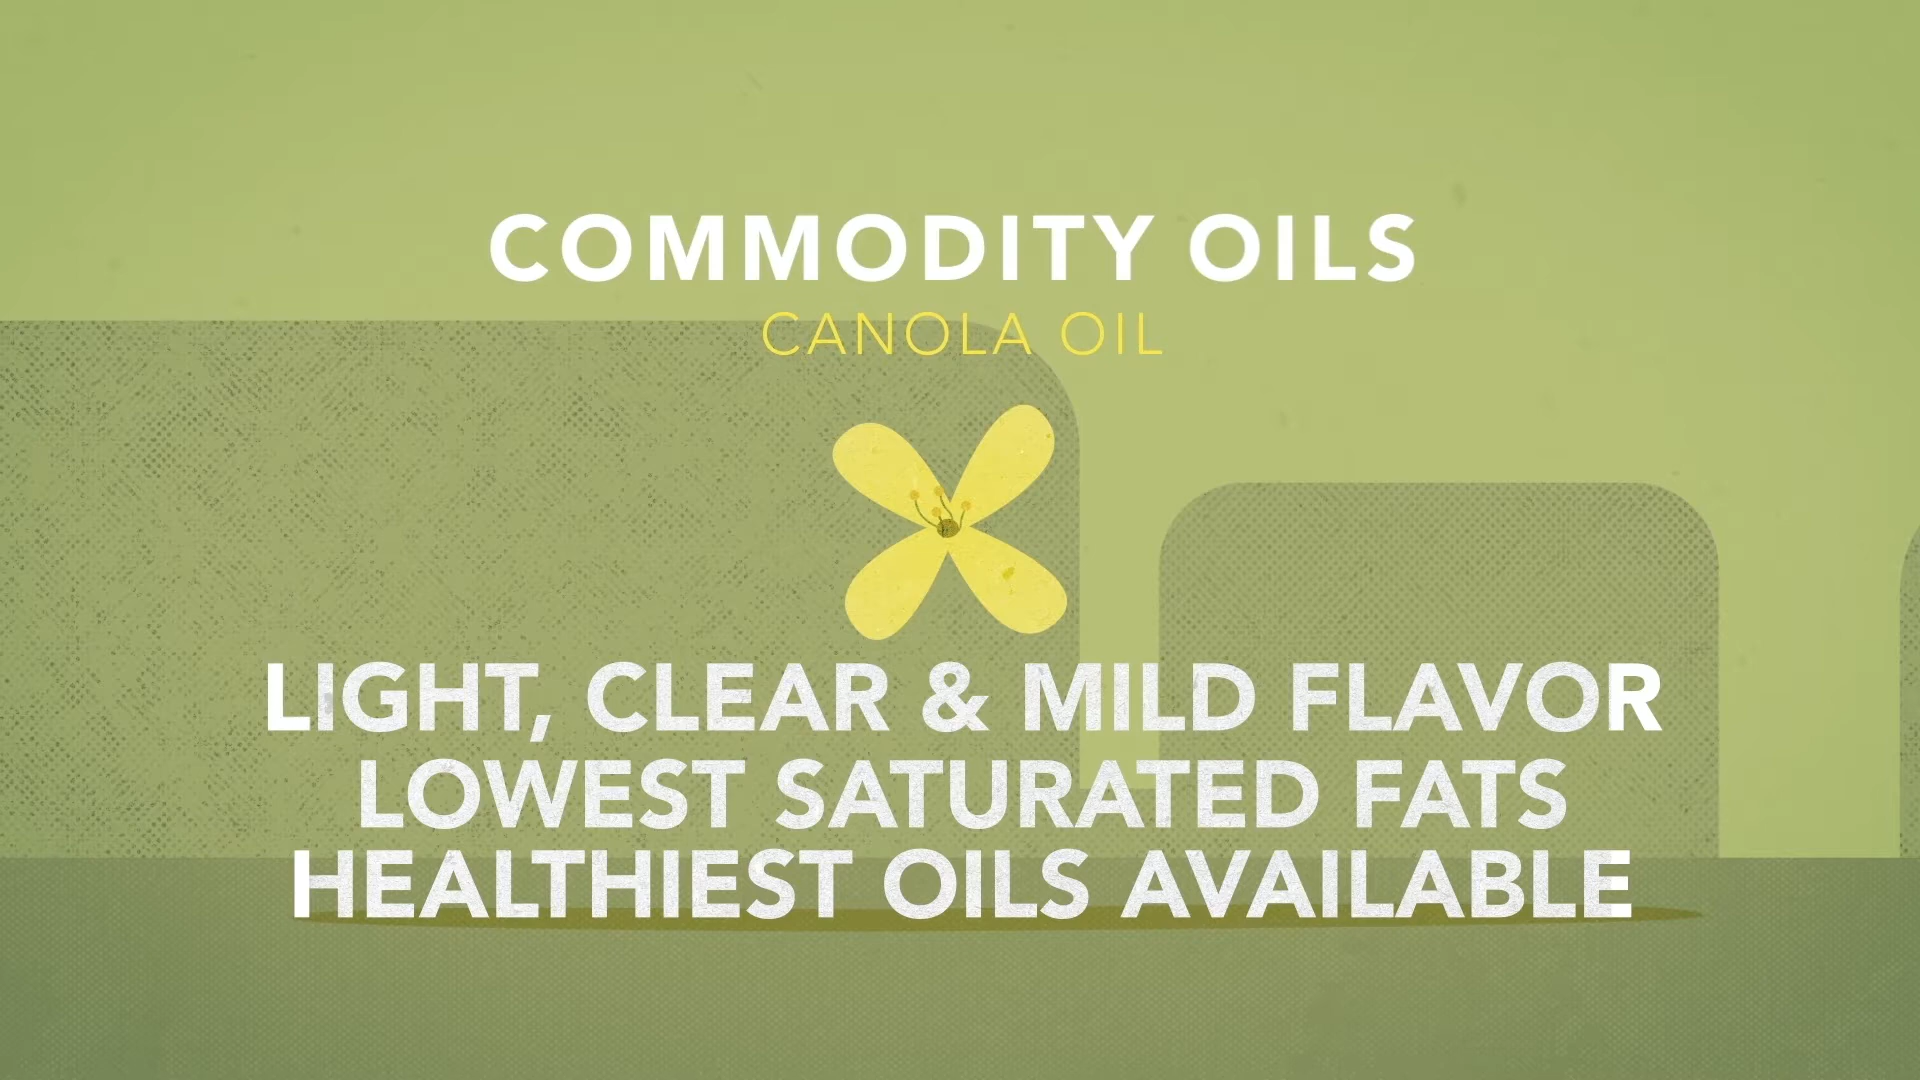 COMMODITY OILS
CANOLA OIL
LIGHT, CLEAR & MILD FLAVOR
LOWEST SATURATED FATS
HEALTHIEST OILS AVAILABLE